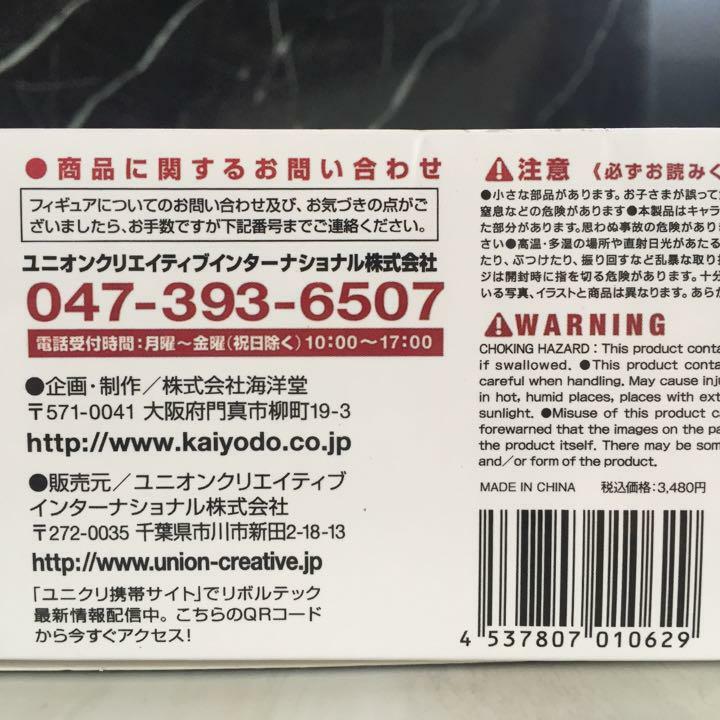 ●商品に関するお問い合わせ
フィギュアについてのお問い合わせ及び、お気づきの点がご
ざいましたら、お手数ですが下記番号までご連絡ください。
ユニオンクリエイティブインターナショナル株式会社
047-393-6507
電話受付時間:月曜〜金曜(祝日除く)10:00〜17:00
●企画・制作/株式会社海洋堂
〒571-0041 大阪府門真市柳町19-3
http://www.kaiyodo.co.jp
●販売元/ユニオンクリエイティブ
インターナショナル株式会社
〒272-0035 千葉県市川市新田2-18-13
http://www.union-creative.jp
「ユニクリ携帯サイト」でリボルテック
最新情報配信中。こちらのQRコード
から今すぐアクセス!
⚠注意 《必ずお読みく
●小さな部品があります。お子さまが誤って
窒息などの危険があります●本製品はキャラ
た部分があります。思わぬ事故の危険があり
さい●高温・多湿の場所や直射日光があたる
たり、ぶつけたり、振り回すなど乱暴な取り
ジは開封時に指を切る危険があります。十分
いる写真、イラストと商品は異なります。あら
⚠WARNING
CHOKING HAZARD : This product conta
if swallowed. ●This product conta
careful when handling. May cause inj
in hot, humid places, places with ext
sunlight. ●Misuse of this product c
forewarned that the images on the pa
the product itself. There may be som
and/or form of the product.
MADE IN CHINA 税込価格:3,480円
4 537807 010629